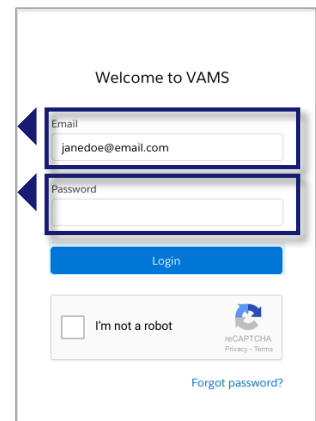 Welcome to VAMS
Email
janedoe@email.com
Password
Login
I'm not a robot
reCAPTCHA
Privacy - Terms
Forgot password?